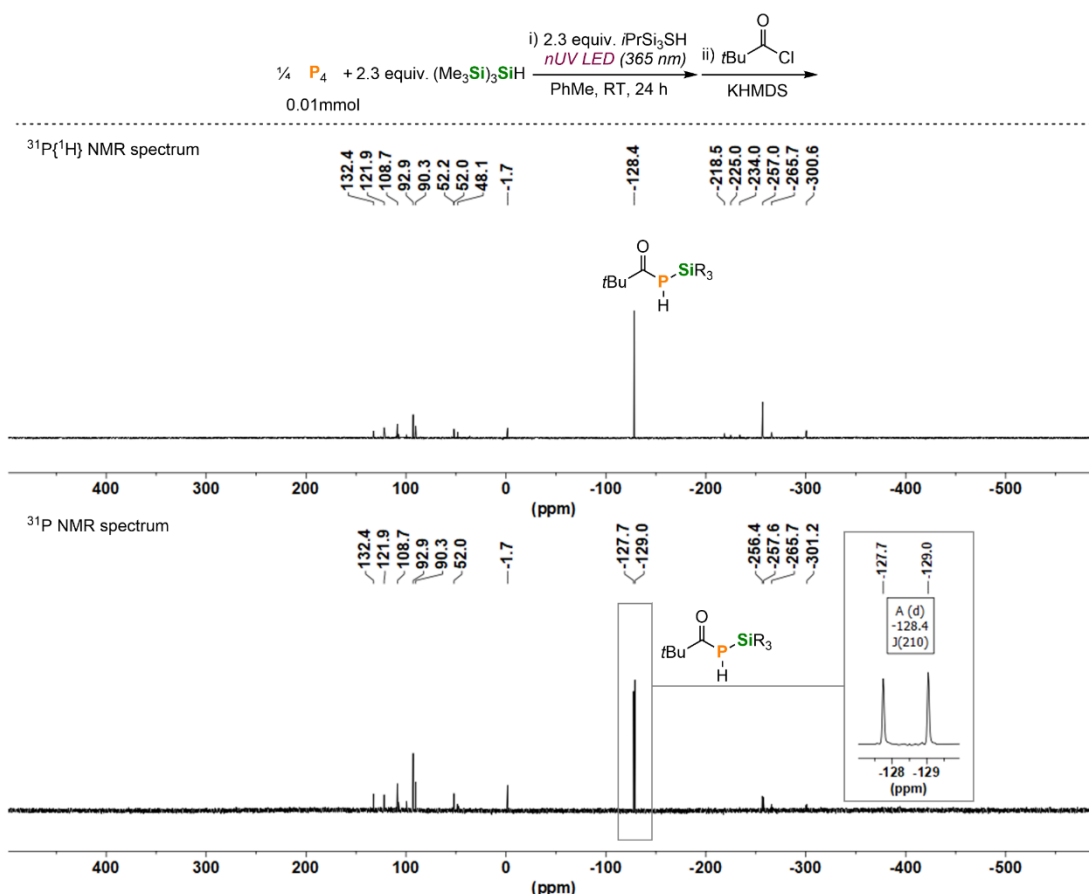 i) 2.3 equiv. iPrSi₃SH
nUV LED (365 nm)
PhMe, RT, 24 h
ii)
O
tBu
Cl
KHMDS
¼ P₄ + 2.3 equiv. (Me₃Si)₃SiH
0.01mmol
³¹P{¹H} NMR spectrum
132.4
121.9
108.7
92.9
90.3
52.2
52.0
48.1
-1.7
-128.4
-218.5
-225.0
-234.0
-257.0
-265.7
-300.6
O
tBu
P
SiR₃
H
400 300 200 100 0 -100 -200 -300 -400 -500
(ppm)
³¹P NMR spectrum
132.4
121.9
108.7
92.9
90.3
52.0
-1.7
-127.7
-129.0
-256.4
-257.6
-265.7
-301.2
O
tBu
P
SiR₃
H
-127.7
-129.0
A (d)
-128.4
J(210)
-128 -129
(ppm)
400 300 200 100 0 -100 -200 -300 -400 -500
(ppm)